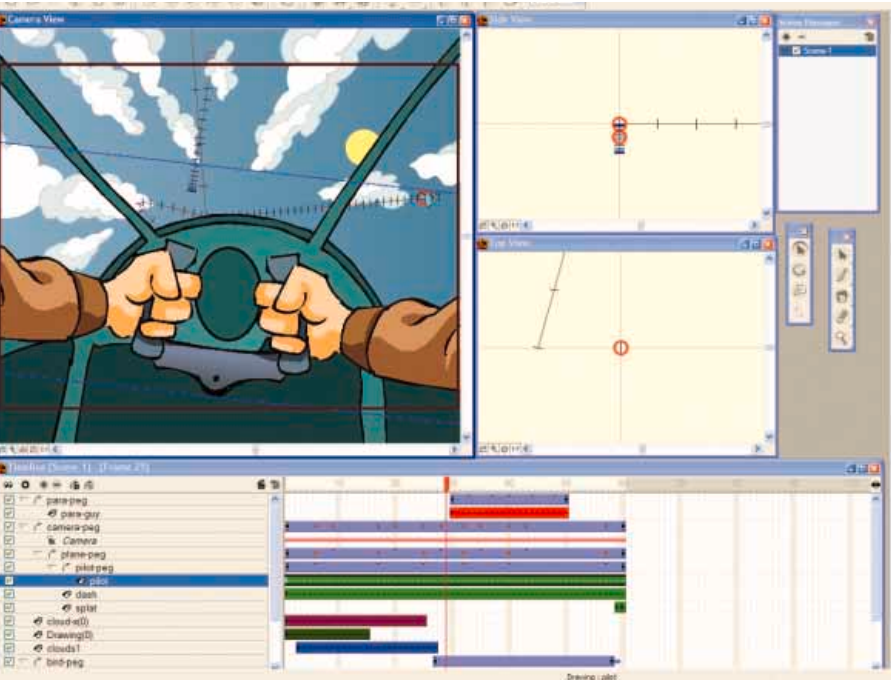 Camera View
Side View
Scene Manager
Scene-1
Top View
Timeline (Scene 1) : (Frame 29)
para-peg
para-guy
camera-peg
Camera
plane-peg
pilot-peg
pilot
dash
splat
cloud-x(0)
Drawing(0)
clouds1
bird-peg
Drawing : pilot